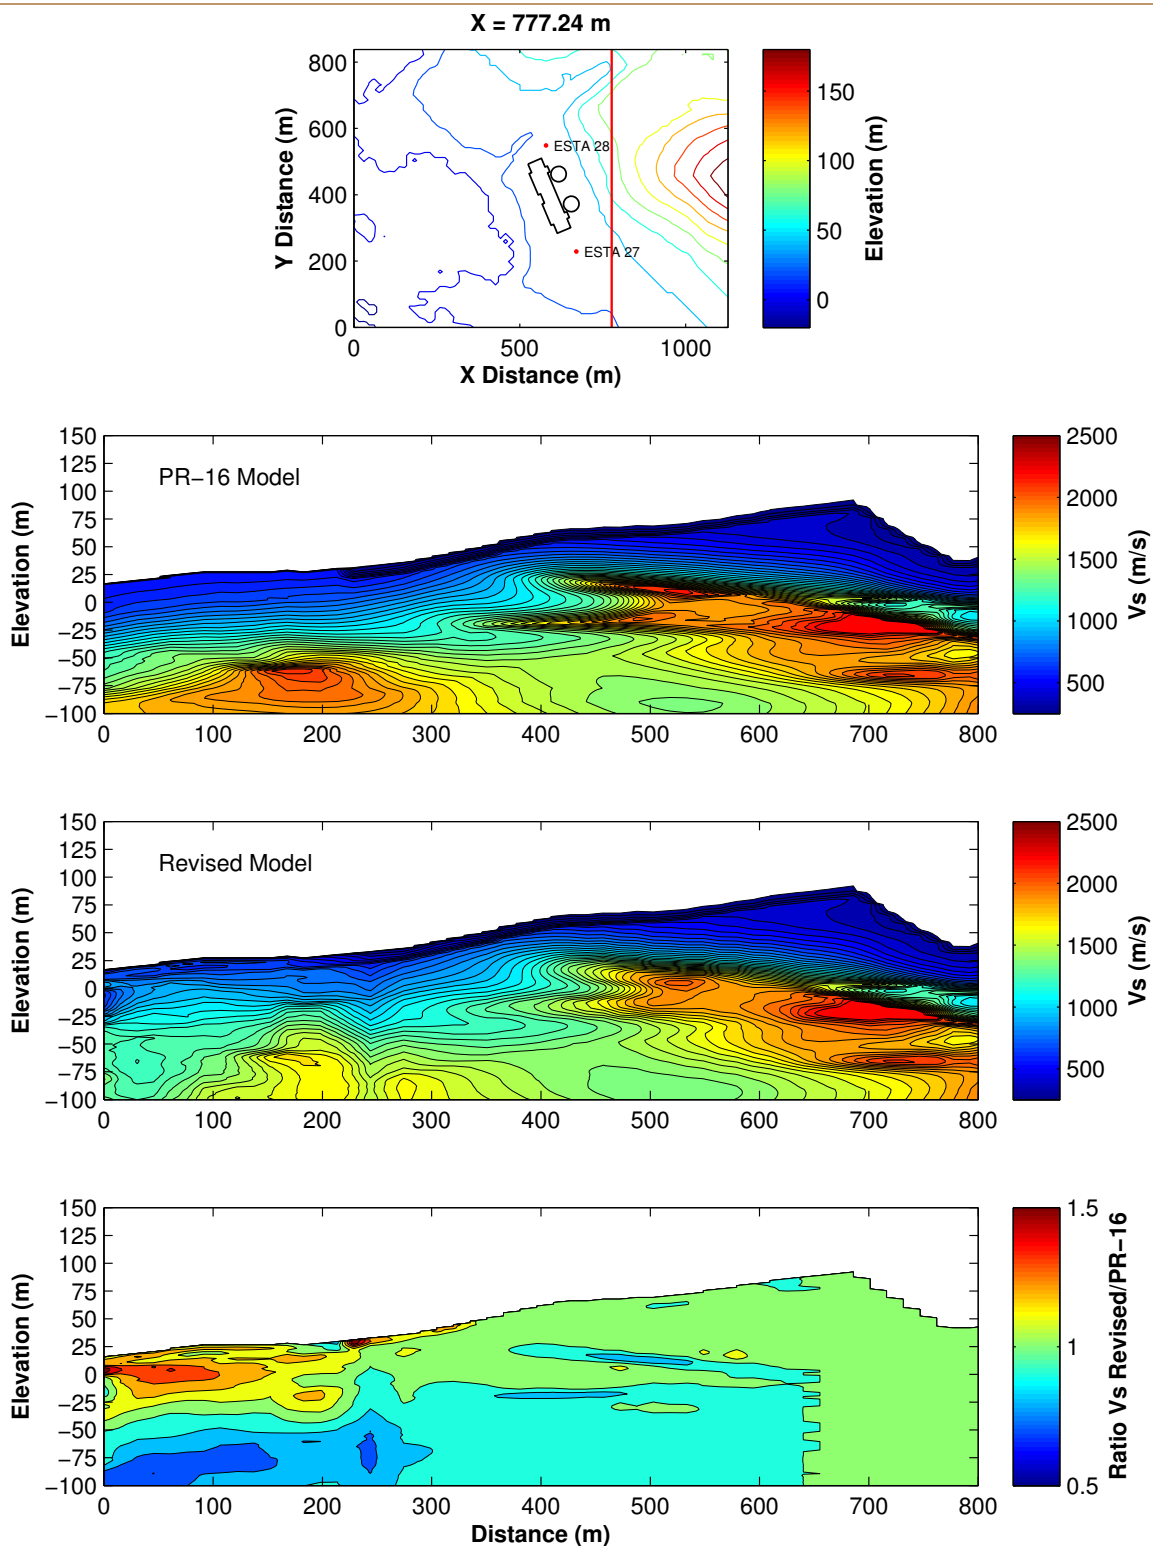 X = 777.24 m
800
600
400
200
0
Y Distance (m)
ESTA 28
ESTA 27
0 500 1000
X Distance (m)
150
100
50
0
Elevation (m)
150
125
100
75
50
25
0
−25
−50
−75
−100
Elevation (m)
PR−16 Model
0 100 200 300 400 500 600 700 800
2500
2000
1500
1000
500
Vs (m/s)
150
125
100
75
50
25
0
−25
−50
−75
−100
Elevation (m)
Revised Model
0 100 200 300 400 500 600 700 800
2500
2000
1500
1000
500
Vs (m/s)
150
125
100
75
50
25
0
−25
−50
−75
−100
Elevation (m)
0 100 200 300 400 500 600 700 800
Distance (m)
1.5
1
0.5
Ratio Vs Revised/PR−16